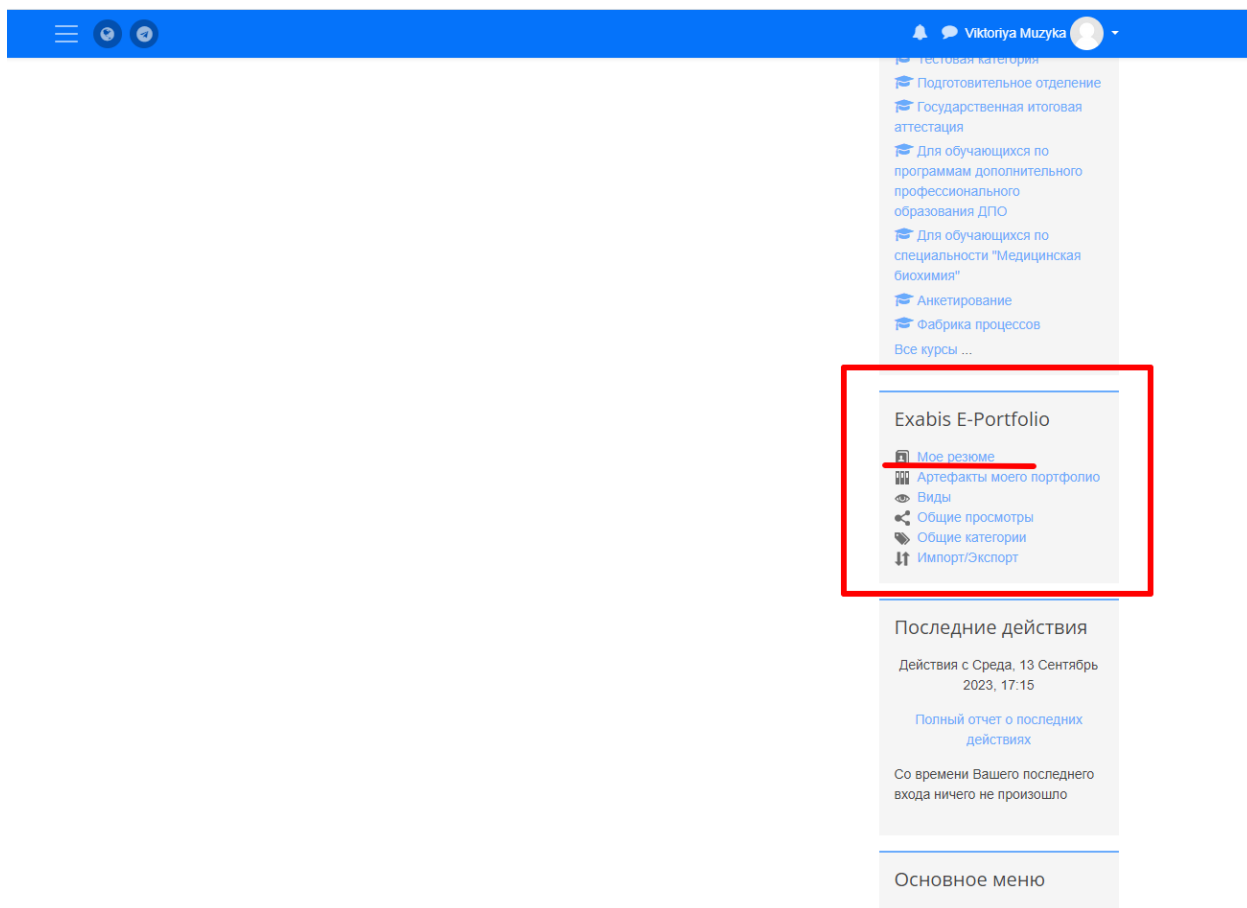 Viktoriya Muzyka
Тестовая категория
Подготовительное отделение
Государственная итоговая
аттестация
Для обучающихся по
программам дополнительного
профессионального
образования ДПО
Для обучающихся по
специальности "Медицинская
биохимия"
Анкетирование
Фабрика процессов
Все курсы ...
Exabis E-Portfolio
Мое резюме
Артефакты моего портфолио
Виды
Общие просмотры
Общие категории
Импорт/Экспорт
Последние действия
Действия с Среда, 13 Сентябрь
2023, 17:15
Полный отчет о последних
действиях
Со времени Вашего последнего
входа ничего не произошло
Основное меню